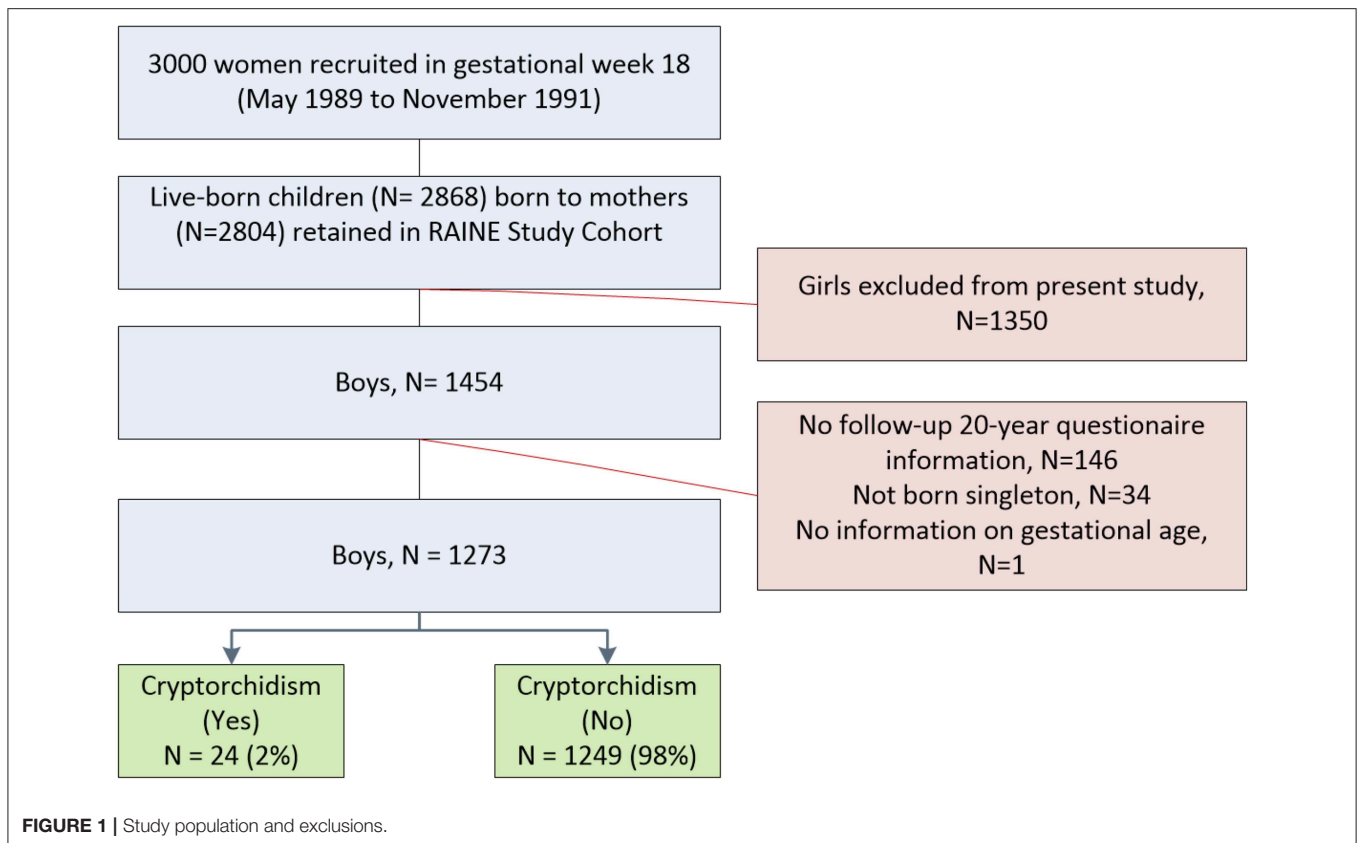 3000 women recruited in gestational week 18
(May 1989 to November 1991)
Live-born children (N= 2868) born to mothers
(N=2804) retained in RAINE Study Cohort
Girls excluded from present study,
N=1350
Boys, N= 1454
No follow-up 20-year questionaire
information, N=146
Not born singleton, N=34
No information on gestational age,
N=1
Boys, N = 1273
Cryptorchidism
(Yes)
N = 24 (2%)
Cryptorchidism
(No)
N = 1249 (98%)
FIGURE 1 | Study population and exclusions.